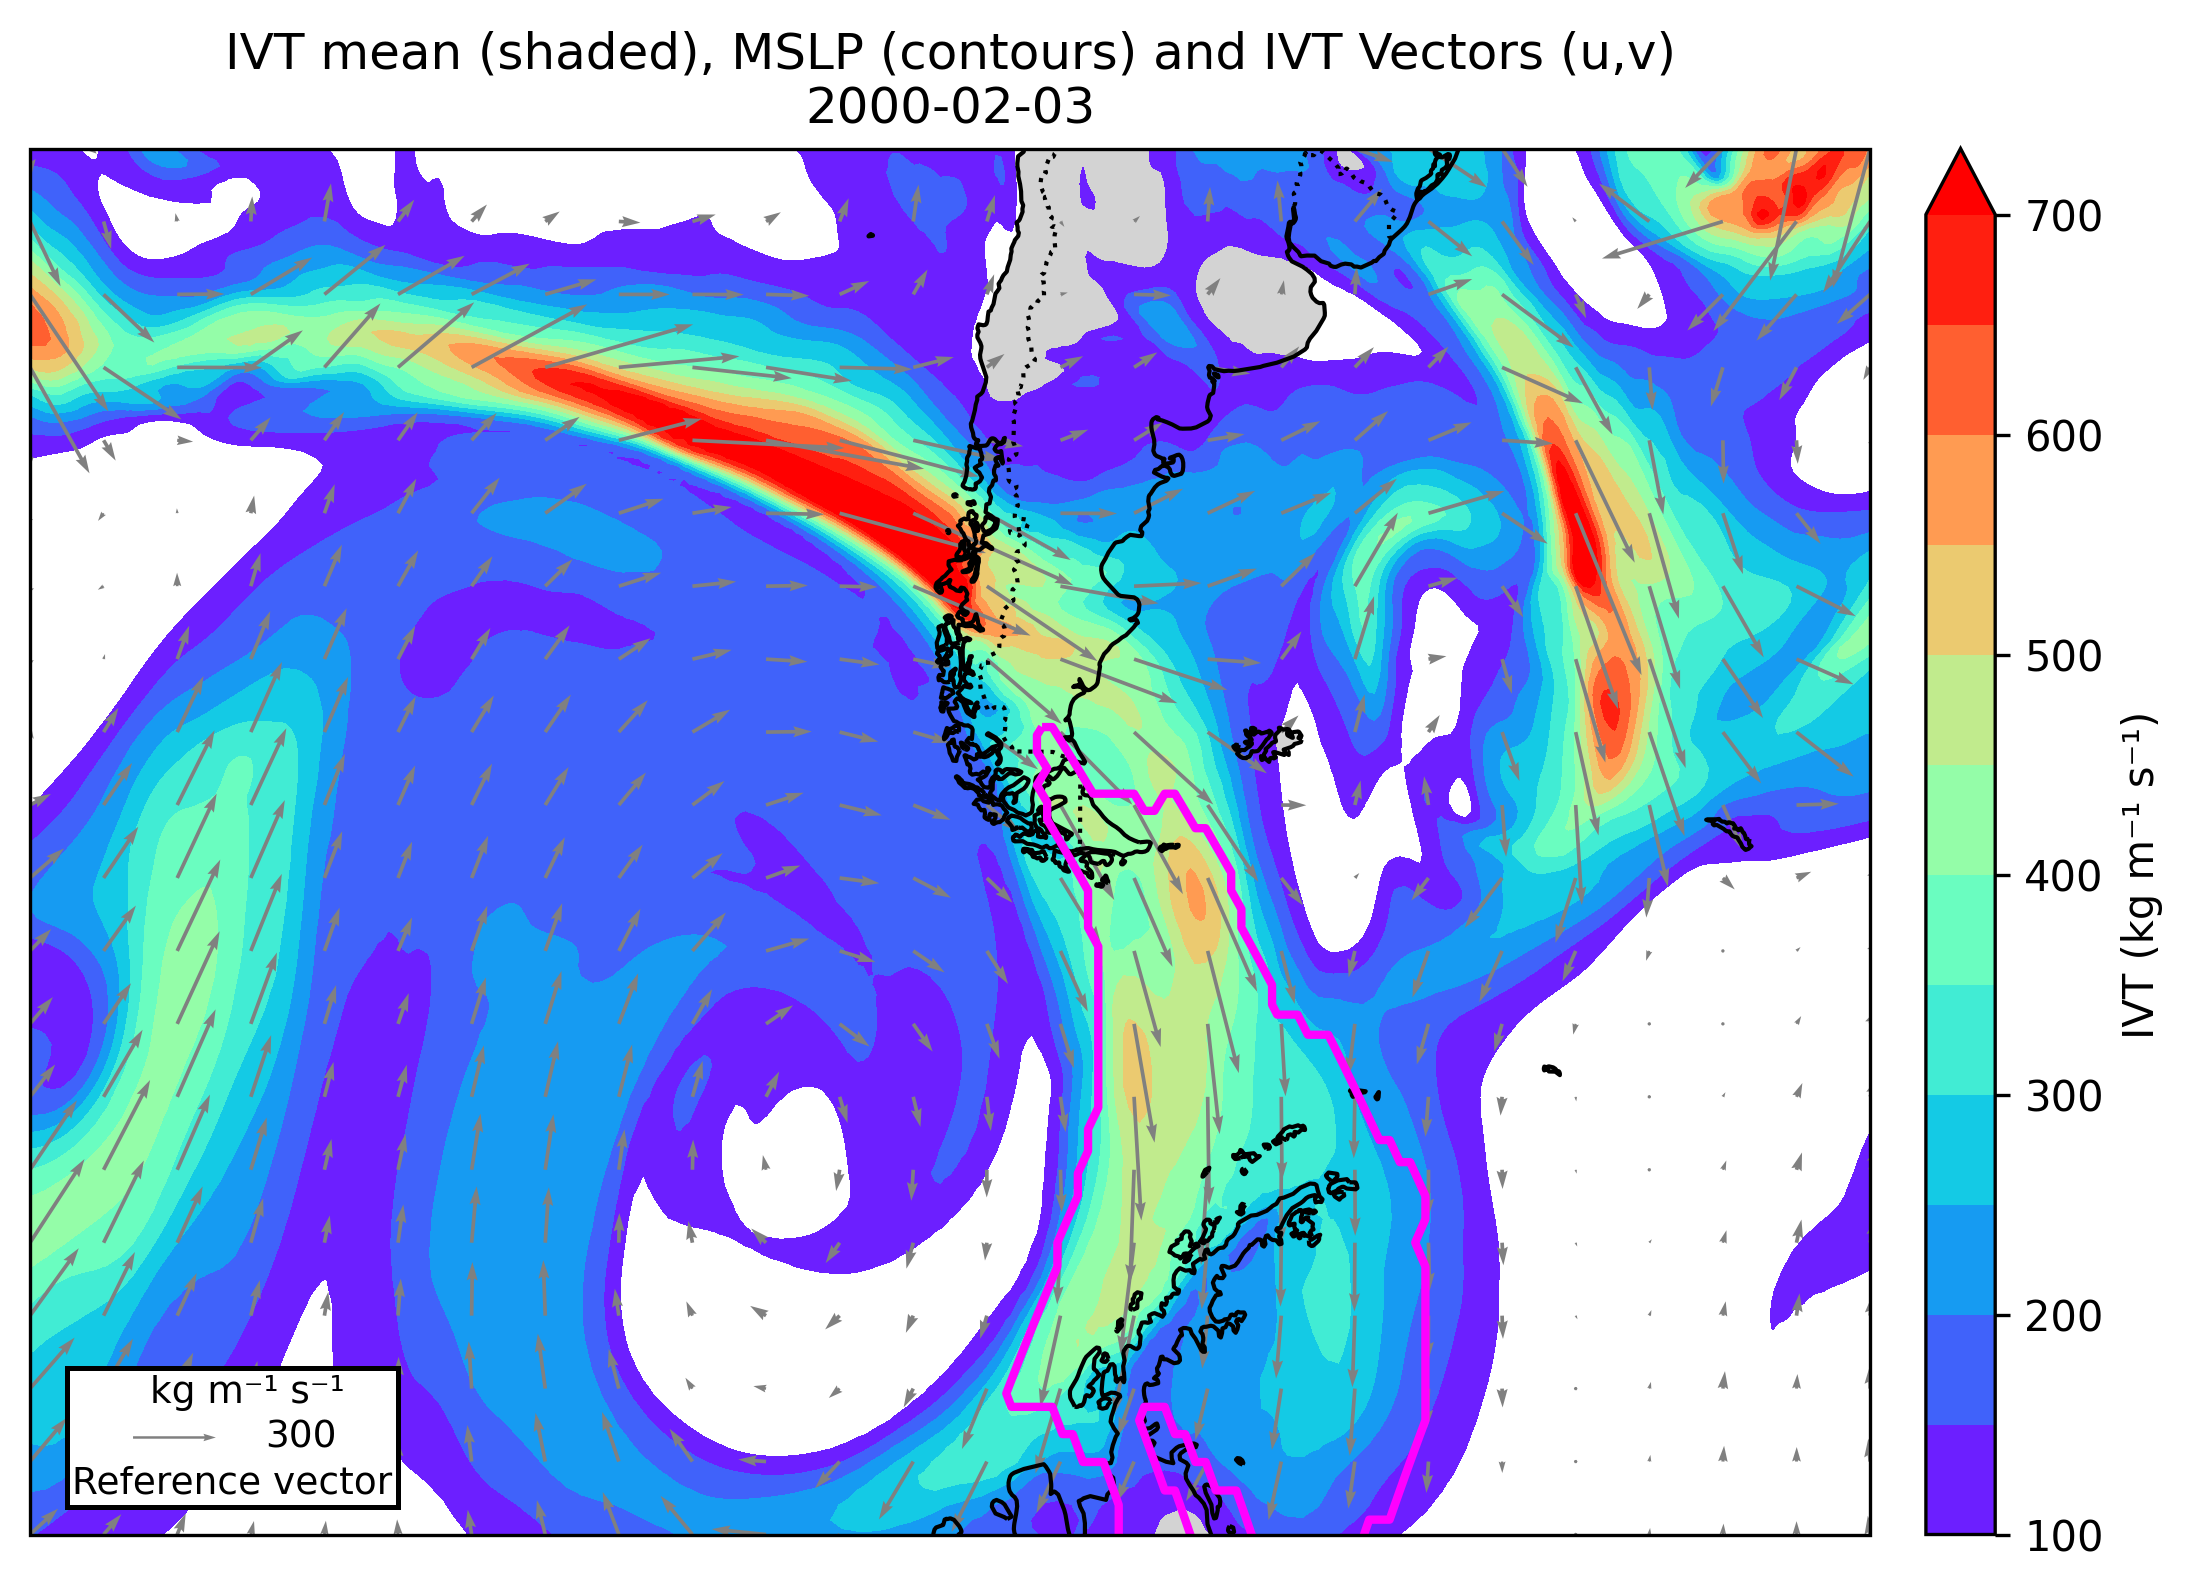 IVT mean (shaded), MSLP (contours) and IVT Vectors (u,v)
2000-02-03
700
600
500
400
300
200
100
IVT (kg m⁻¹ s⁻¹)
kg m⁻¹ s⁻¹
300
Reference vector